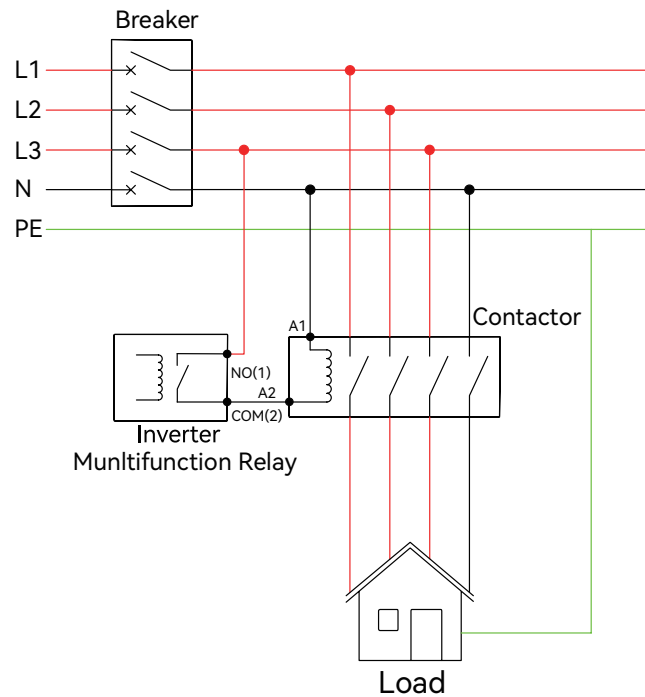 Breaker
L1
L2
L3
N
PE
Contactor
A1
NO(1)
A2
COM(2)
Inverter
Munltifunction Relay
Load